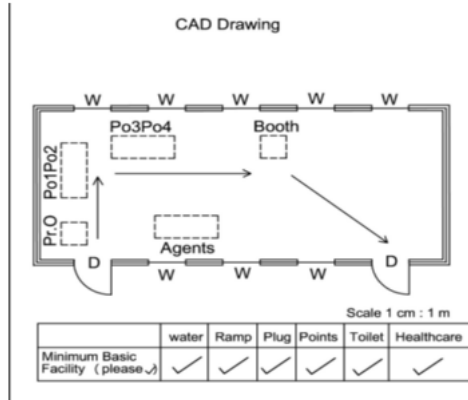 CAD Drawing
W W W W W
Po3Po4 Booth
Po1Po2
Pr.O
Agents
D D
W W W
Scale 1 cm : 1 m
water Ramp Plug Points Toilet Healthcare
Minimum Basic
Facility ( please ✓)
✓ ✓ ✓ ✓ ✓ ✓